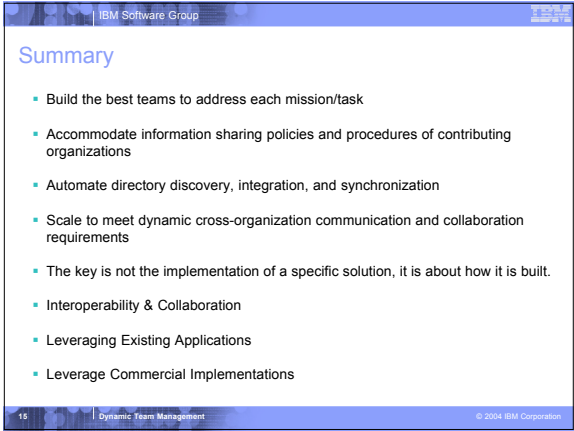 IBM Software Group
IBM
Summary
▪ Build the best teams to address each mission/task
▪ Accommodate information sharing policies and procedures of contributing
organizations
▪ Automate directory discovery, integration, and synchronization
▪ Scale to meet dynamic cross-organization communication and collaboration
requirements
▪ The key is not the implementation of a specific solution, it is about how it is built.
▪ Interoperability & Collaboration
▪ Leveraging Existing Applications
▪ Leverage Commercial Implementations
15 Dynamic Team Management © 2004 IBM Corporation